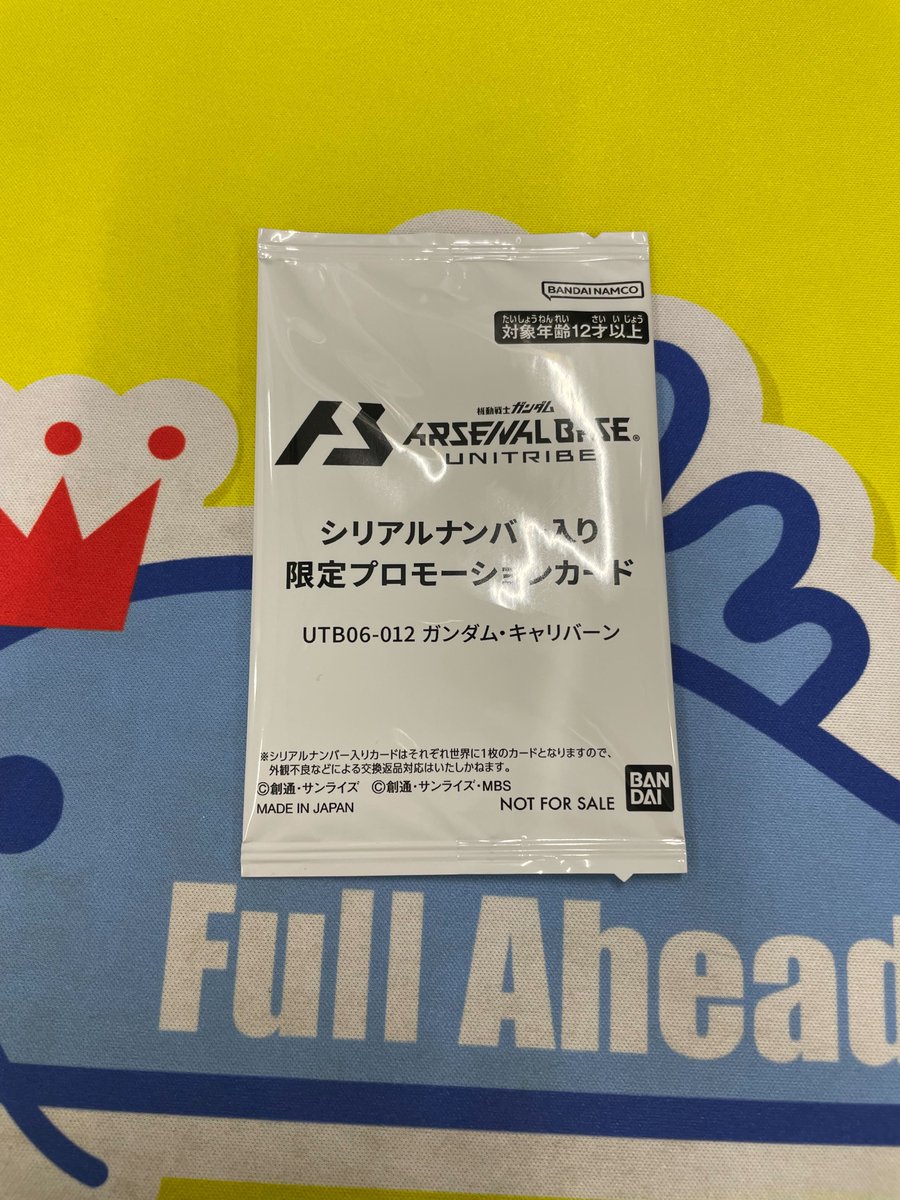 BANDAI NAMCO
たいしょうねんれい さい いじょう
対象年齢12才以上
機動戦士ガンダム
AS ARSENAL BASE®
UNITRIBE
シリアルナンバー入り
限定プロモーションカード
UTB06-012 ガンダム・キャリバーン
※シリアルナンバー入りカードはそれぞれ世界に1枚のカードとなりますので、
外観不良などによる交換返品対応はいたしかねます。
©創通・サンライズ ©創通・サンライズ・MBS
MADE IN JAPAN
NOT FOR SALE
BAN
DAI
Full Ahead